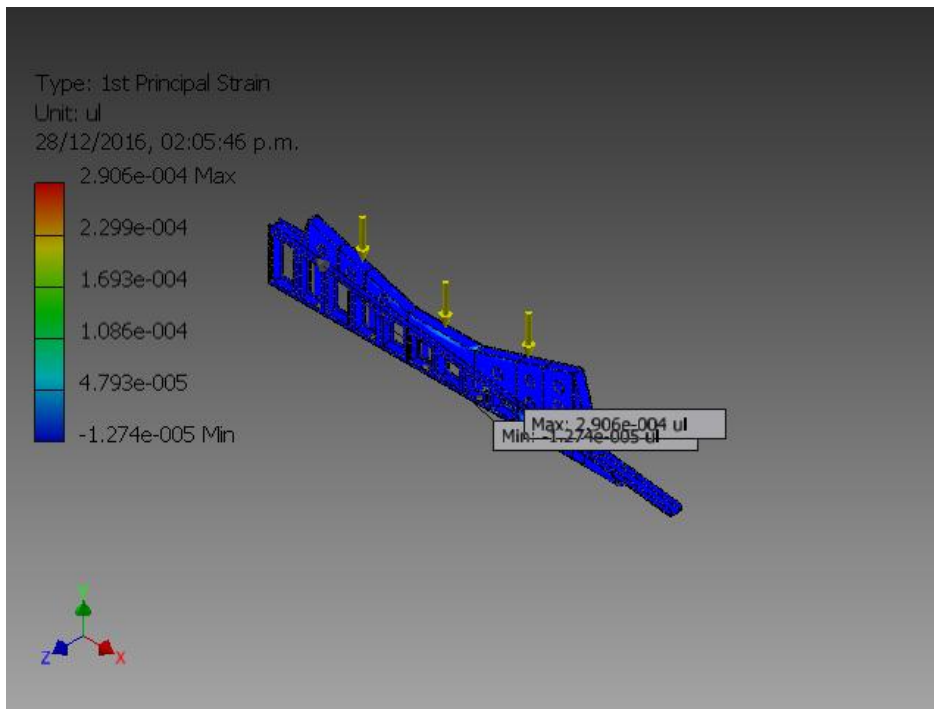 Type: 1st Principal Strain
Unit: ul
28/12/2016, 02:05:46 p.m.
2.906e-004 Max
2.299e-004
1.693e-004
1.086e-004
4.793e-005
-1.274e-005 Min
Max: 2.906e-004 ul
Min: -1.274e-005 ul
Y
Z
X